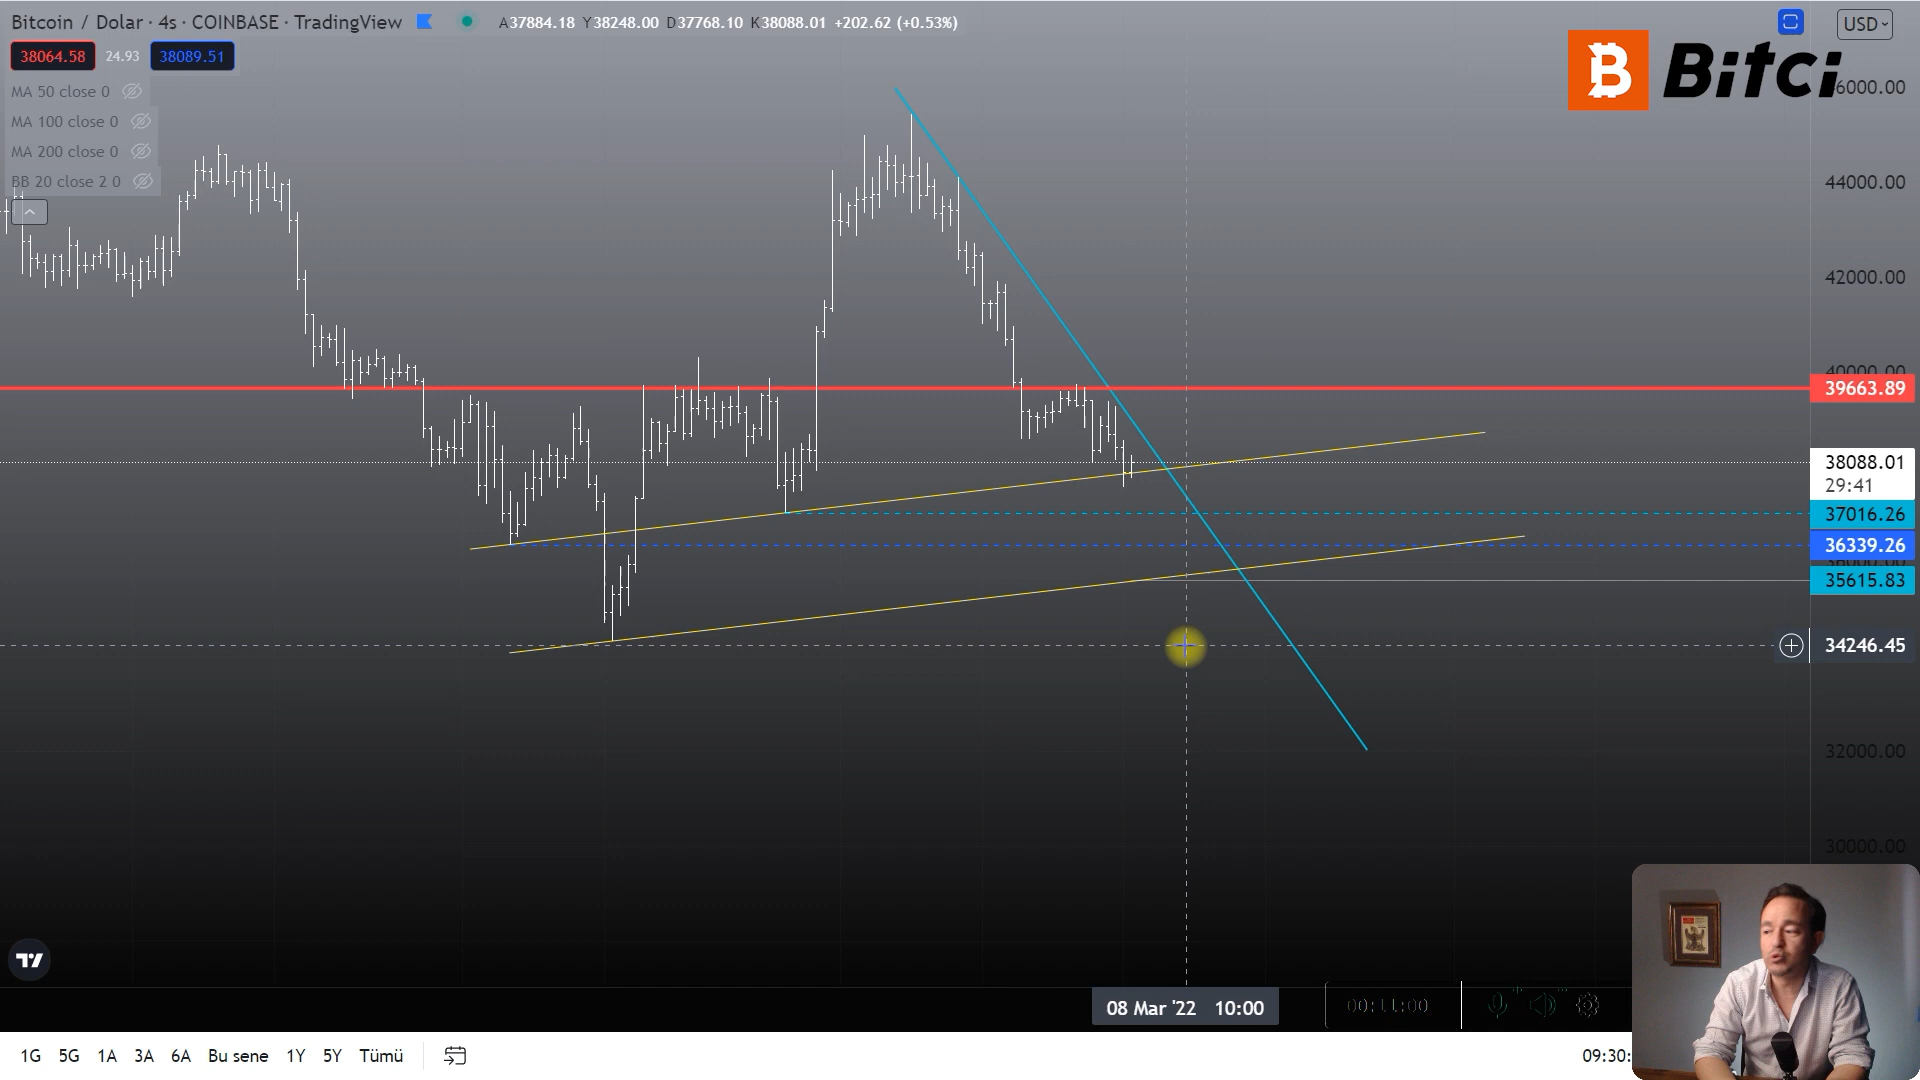 Bitcoin / Dolar · 4s · COINBASE · TradingView A37884.18 Y38248.00 D37768.10 K38088.01 +202.62 (+0.53%)
USD
38064.58 24.93 38089.51
Bitci
MA 50 close 0
MA 100 close 0
MA 200 close 0
BB 20 close 2 0
6000.00
44000.00
42000.00
39663.89
38088.01
29:41
37016.26
36339.26
35615.83
34246.45
32000.00
30000.00
08 Mar '22 10:00
00:11:00
1G 5G 1A 3A 6A Bu sene 1Y 5Y Tümü
09:30: